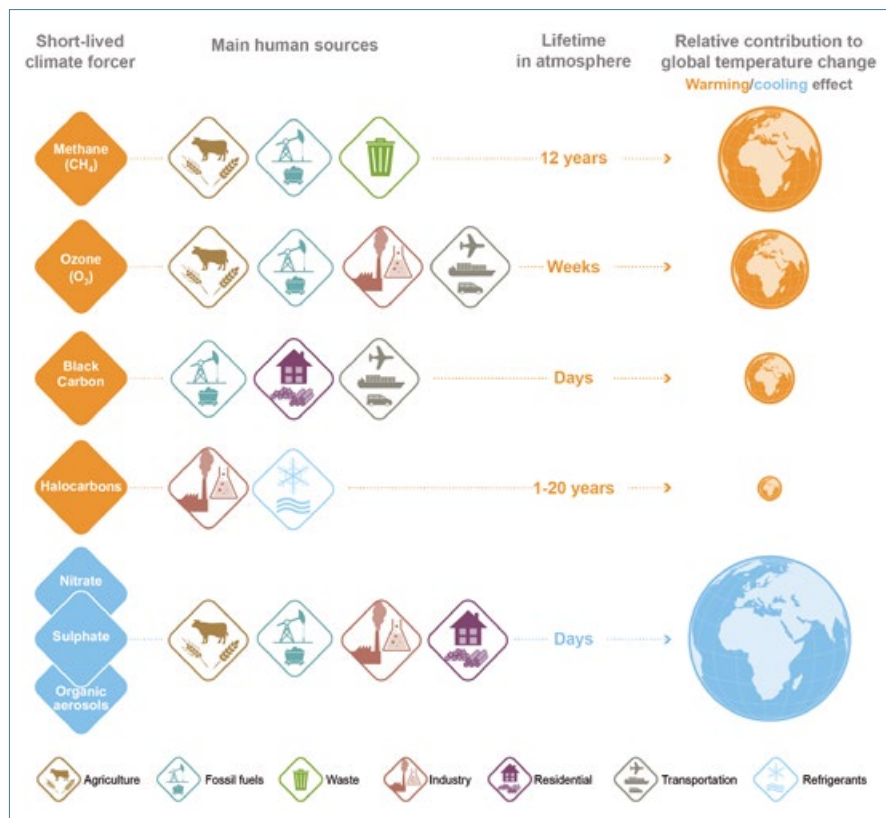 Short-lived
climate forcer
Main human sources
Lifetime
in atmosphere
Relative contribution to
global temperature change
Warming/cooling effect
Methane
(CH₄)
12 years
Ozone
(O₃)
Weeks
Black
Carbon
Days
Halocarbons
1-20 years
Nitrate
Sulphate
Organic
aerosols
Days
Agriculture
Fossil fuels
Waste
Industry
Residential
Transportation
Refrigerants